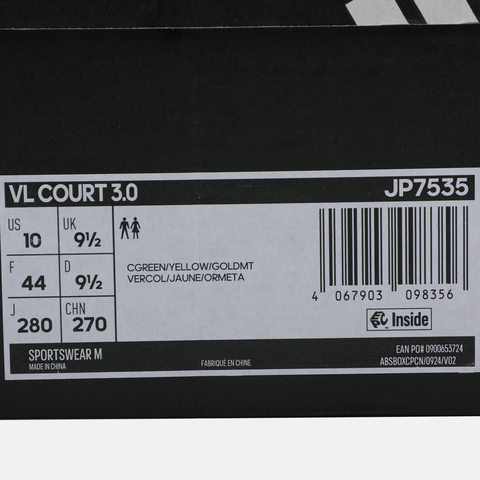 VL COURT 3.0 JP7535
US 10 UK 9½
F 44 D 9½
J 280 CHN 270
CGREEN/YELLOW/GOLDMT
VERCOL/JAUNE/ORMETA
4 067903 098356
Inside
SPORTSWEAR M
MADE IN CHINA
FABRIQUÉ EN CHINE
EAN PO# 0900653724
ABSBOXCPCN/0924/V02